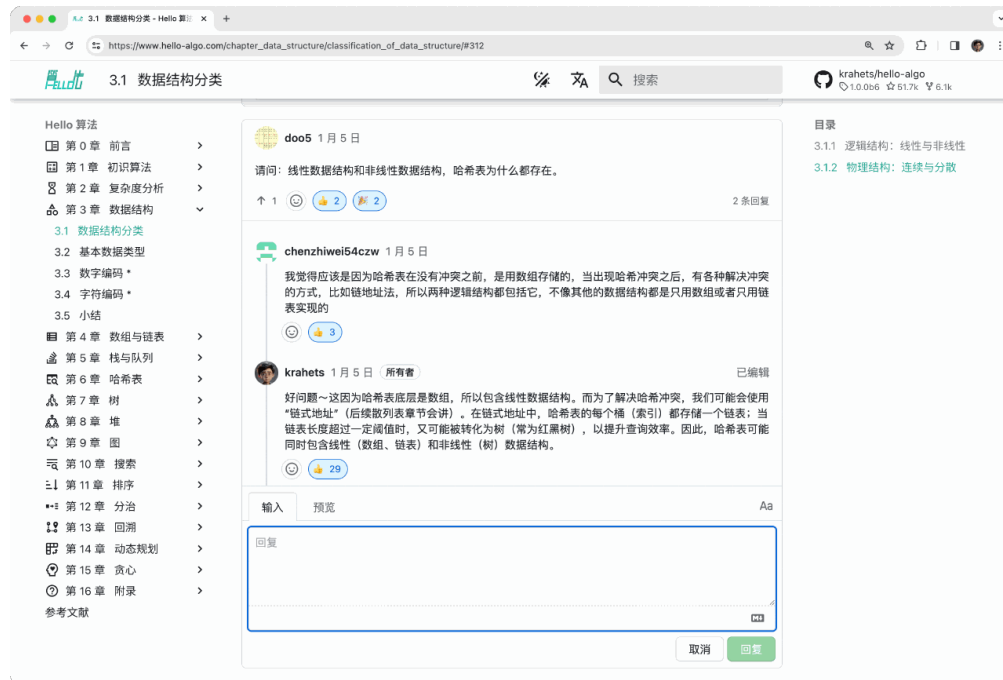 3.1 数据结构分类 - Hello 算法
https://www.hello-algo.com/chapter_data_structure/classification_of_data_structure/#312
3.1 数据结构分类
搜索
krahets/hello-algo
1.0.0b6 51.7k 6.1k
Hello 算法
第 0 章 前言
第 1 章 初识算法
第 2 章 复杂度分析
第 3 章 数据结构
3.1 数据结构分类
3.2 基本数据类型
3.3 数字编码 *
3.4 字符编码 *
3.5 小结
第 4 章 数组与链表
第 5 章 栈与队列
第 6 章 哈希表
第 7 章 树
第 8 章 堆
第 9 章 图
第 10 章 搜索
第 11 章 排序
第 12 章 分治
第 13 章 回溯
第 14 章 动态规划
第 15 章 贪心
第 16 章 附录
参考文献
doo5 1 月 5 日
请问：线性数据结构和非线性数据结构，哈希表为什么都存在。
1 2 2
2 条回复
chenzhiwei54czw 1 月 5 日
我觉得应该是因为哈希表在没有冲突之前，是用数组存储的，当出现哈希冲突之后，有各种解决冲突
的方式，比如链地址法，所以两种逻辑结构都包括它，不像其他的数据结构都是只用数组或者只用链
表实现的
3
krahets 1 月 5 日 所有者 已编辑
好问题～这因为哈希表底层是数组，所以包含线性数据结构。而为了解决哈希冲突，我们可能会使用
“链式地址”（后续散列表章节会讲）。在链式地址中，哈希表的每个桶（索引）都存储一个链表；当
链表长度超过一定阈值时，又可能被转化为树（常为红黑树），以提升查询效率。因此，哈希表可能
同时包含线性（数组、链表）和非线性（树）数据结构。
29
输入 预览 Aa
回复
取消 回复
目录
3.1.1 逻辑结构：线性与非线性
3.1.2 物理结构：连续与分散